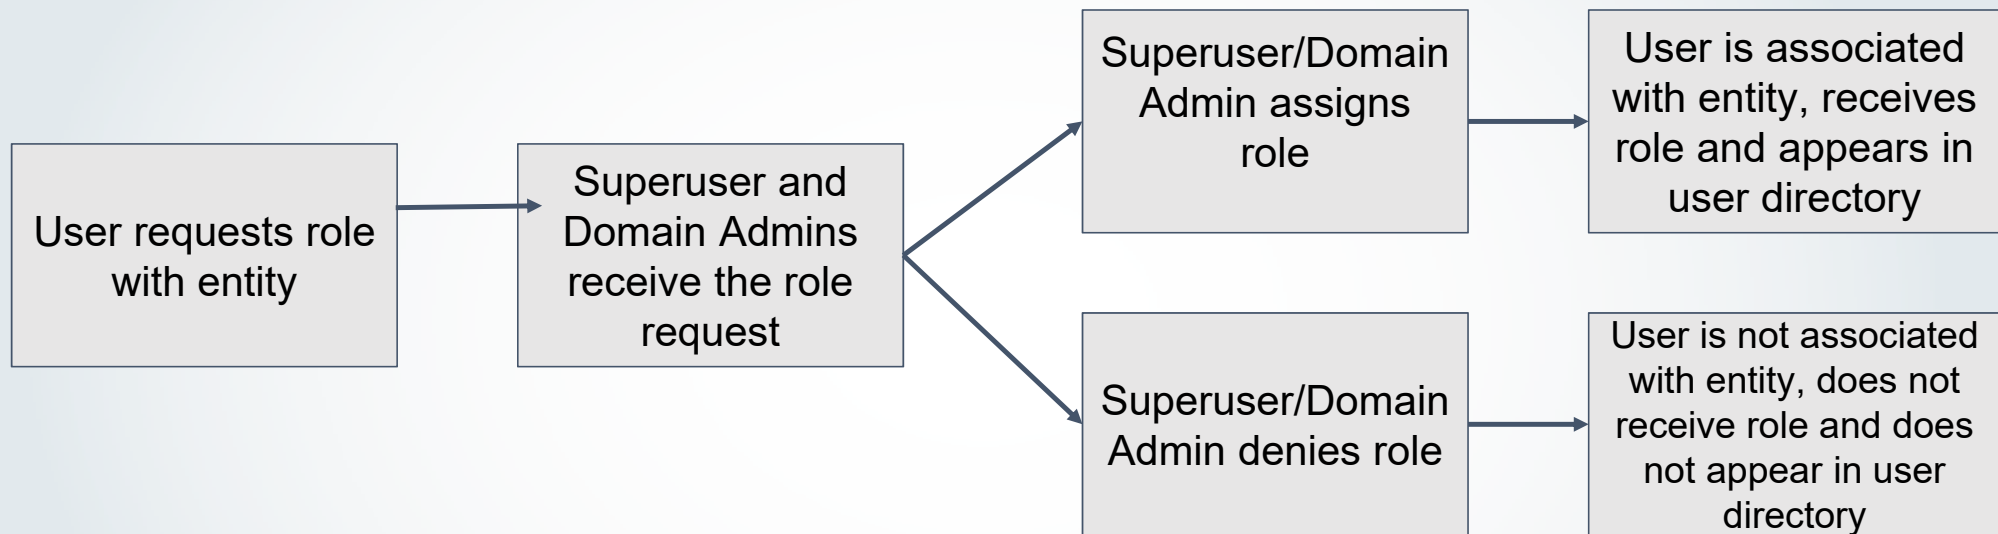 User requests role
with entity
Superuser and
Domain Admins
receive the role
request
Superuser/Domain
Admin assigns
role
User is associated
with entity, receives
role and appears in
user directory
Superuser/Domain
Admin denies role
User is not associated
with entity, does not
receive role and does
not appear in user
directory